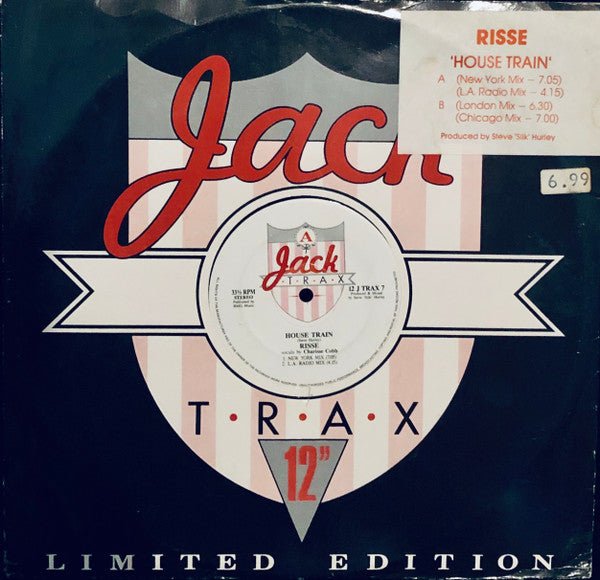 RISSE
'HOUSE TRAIN'
A (New York Mix – 7.05)
(L.A. Radio Mix – 4.15)
B (London Mix – 6.30)
(Chicago Mix – 7.00)
Produced by Steve 'Silk' Hurley
6.99
Jack
A
Jack
T·R·A·X
33⅓ RPM
STEREO
12 J TRAX 7
HOUSE TRAIN
RISSE
vocals by Charisse Cobb
1. NEW YORK MIX (7.05)
2. L.A. RADIO MIX (4.15)
T·R·A·X
12"
LIMITED EDITION